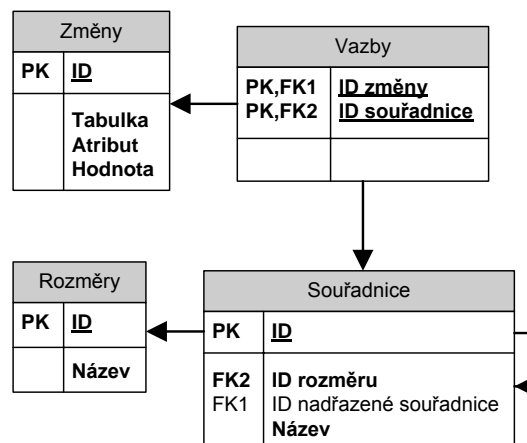 Změny
PK ID
Tabulka
Atribut
Hodnota
Vazby
PK,FK1 ID změny
PK,FK2 ID souřadnice
Rozměry
PK ID
Název
Souřadnice
PK ID
FK2 ID rozměru
FK1 ID nadřazené souřadnice
Název